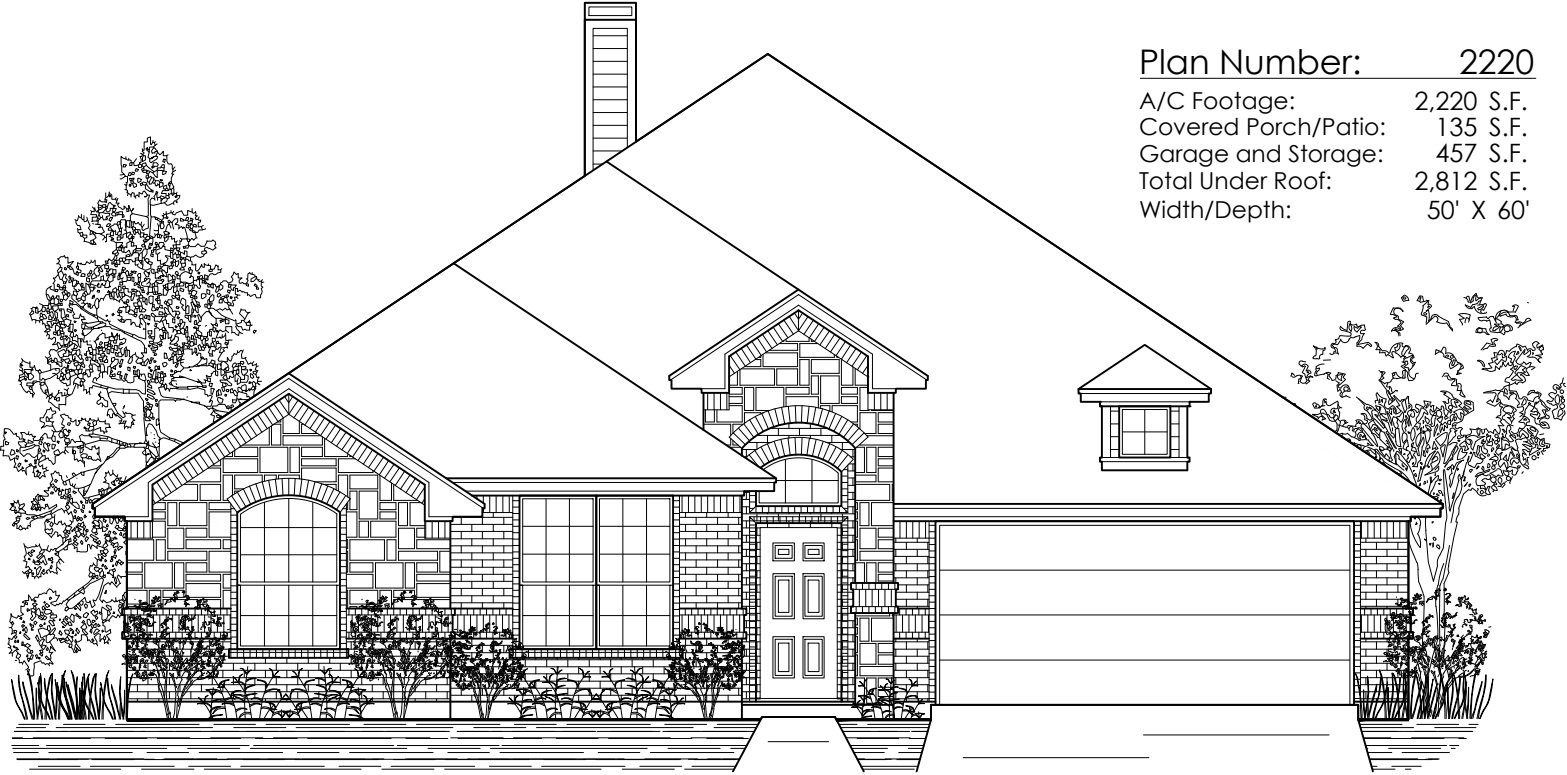 Plan Number: 2220
A/C Footage: 2,220 S.F.
Covered Porch/Patio: 135 S.F.
Garage and Storage: 457 S.F.
Total Under Roof: 2,812 S.F.
Width/Depth: 50' X 60'